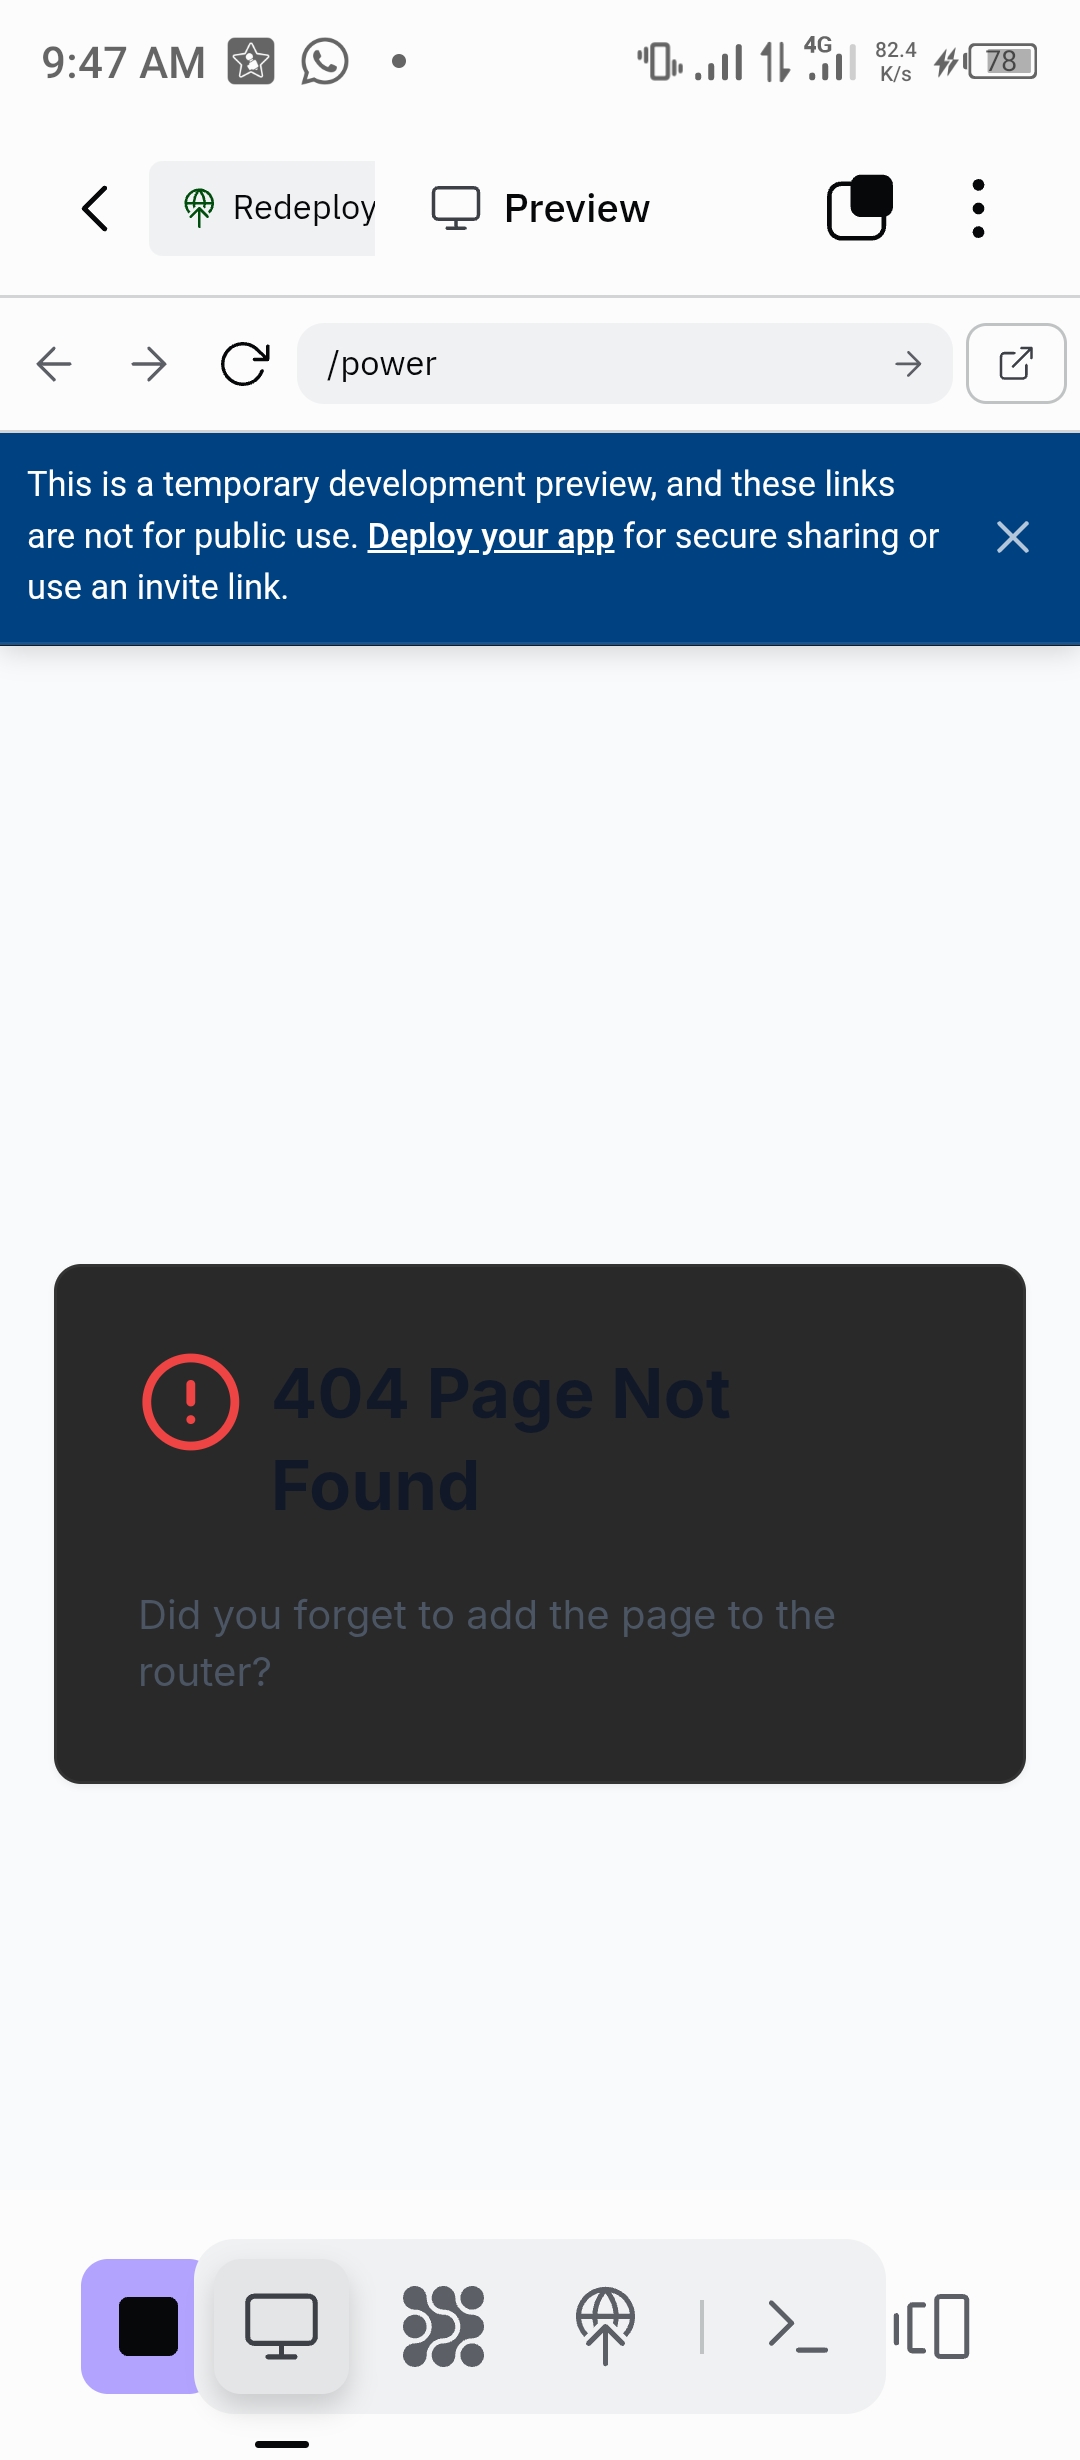 9:47 AM
4G
82.4
K/s
78
Redeploy
Preview
/power
This is a temporary development preview, and these links
are not for public use. Deploy your app for secure sharing or
use an invite link.
404 Page Not
Found
Did you forget to add the page to the
router?